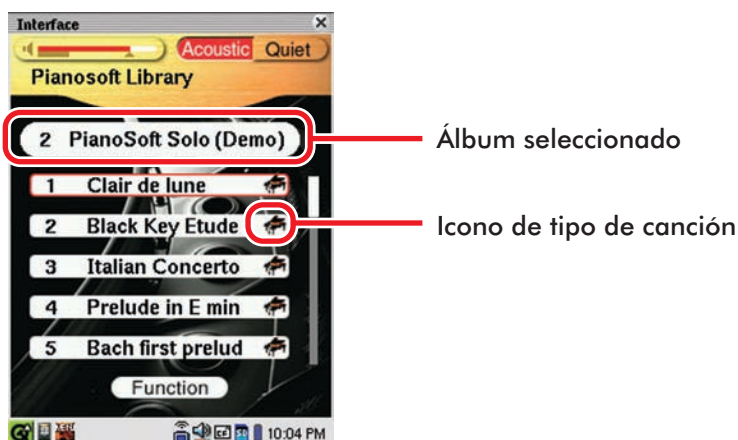 Interface
Acoustic Quiet
Pianosoft Library
2 PianoSoft Solo (Demo)
Álbum seleccionado
1 Clair de lune
2 Black Key Etude
Icono de tipo de canción
3 Italian Concerto
4 Prelude in E min
5 Bach first prelud
Function
10:04 PM